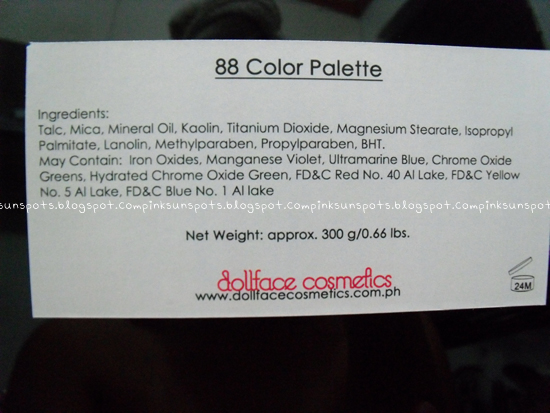 88 Color Palette
Ingredients:
Talc, Mica, Mineral Oil, Kaolin, Titanium Dioxide, Magnesium Stearate, Isopropyl
Palmitate, Lanolin, Methylparaben, Propylparaben, BHT.
May Contain: Iron Oxides, Manganese Violet, Ultramarine Blue, Chrome Oxide
Greens, Hydrated Chrome Oxide Green, FD&C Red No. 40 Al Lake, FD&C Yellow
No. 5 Al Lake, FD&C Blue No. 1 Al lake
sunspots.blogspot.compinksunspots.blogspot.compinksunspots.blogspot.compinksunspot
Net Weight: approx. 300 g/0.66 lbs.
dollface cosmetics
www.dollfacecosmetics.com.ph
24M